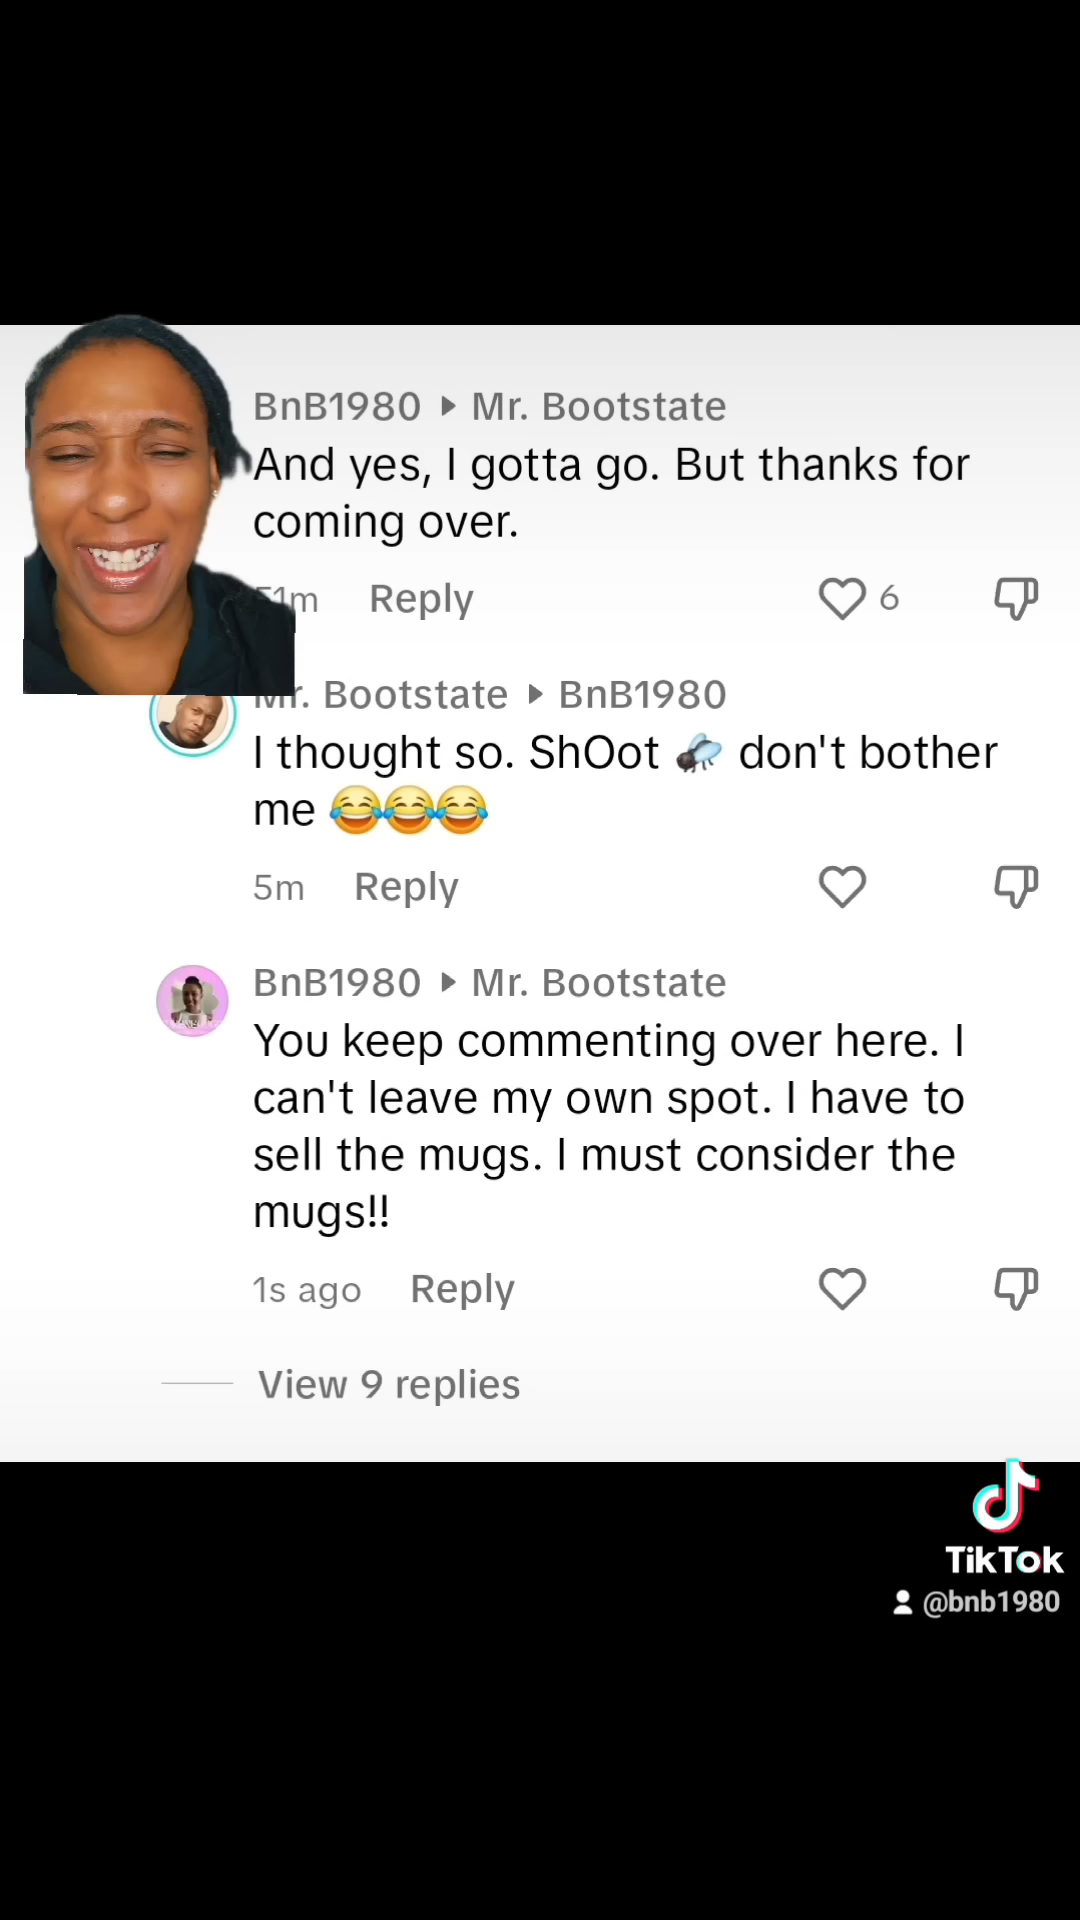 BnB1980 ▸ Mr. Bootstate
And yes, I gotta go. But thanks for
coming over.
51m Reply 6
Mr. Bootstate ▸ BnB1980
I thought so. ShOot 🪰 don't bother
me 😂😂😂
5m Reply
BnB1980 ▸ Mr. Bootstate
You keep commenting over here. I
can't leave my own spot. I have to
sell the mugs. I must consider the
mugs!!
1s ago Reply
View 9 replies
TikTok
@bnb1980